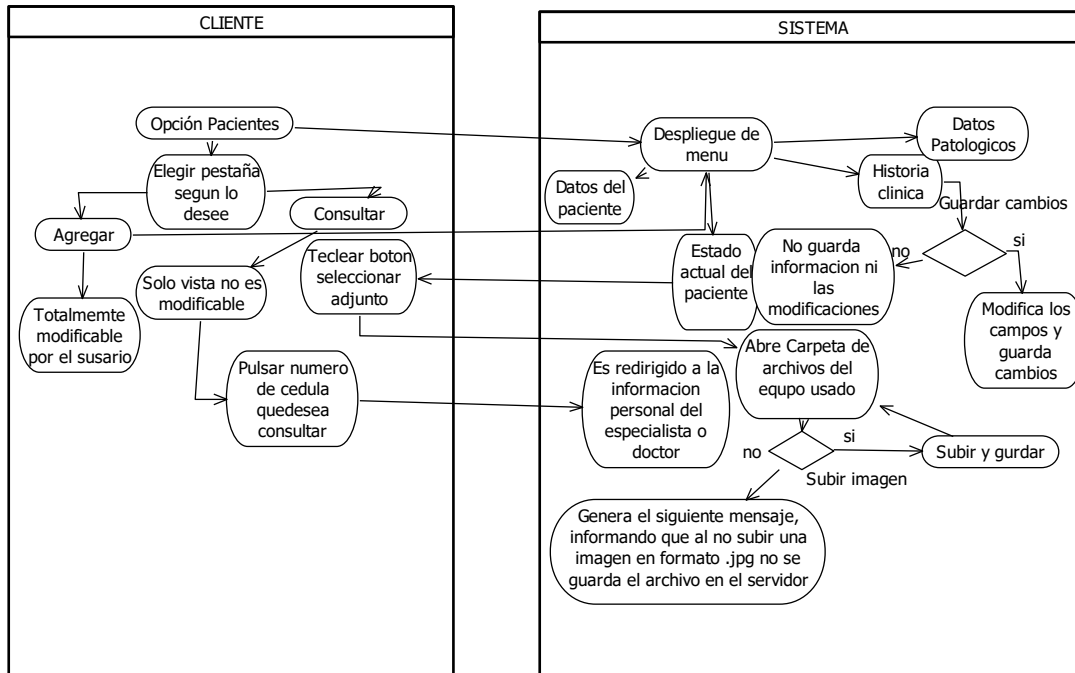 CLIENTE
Opción Pacientes
Elegir pestaña
segun lo
desee
Agregar
Consultar
Totalmemte
modificable
por el susario
Solo vista no es
modificable
Teclear boton
seleccionar
adjunto
Pulsar numero
de cedula
quedesea
consultar
SISTEMA
Despliegue de
menu
Datos
Patologicos
Datos del
paciente
Historia
clinica
Guardar cambios
Estado
actual del
paciente
No guarda
informacion ni
las
modificaciones
no
si
Modifica los
campos y
guarda
cambios
Abre Carpeta de
archivos del
equpo usado
Es redirigido a la
informacion
personal del
especialista o
doctor
no
si
Subir y gurdar
Subir imagen
Genera el siguiente mensaje,
informando que al no subir una
imagen en formato .jpg no se
guarda el archivo en el servidor